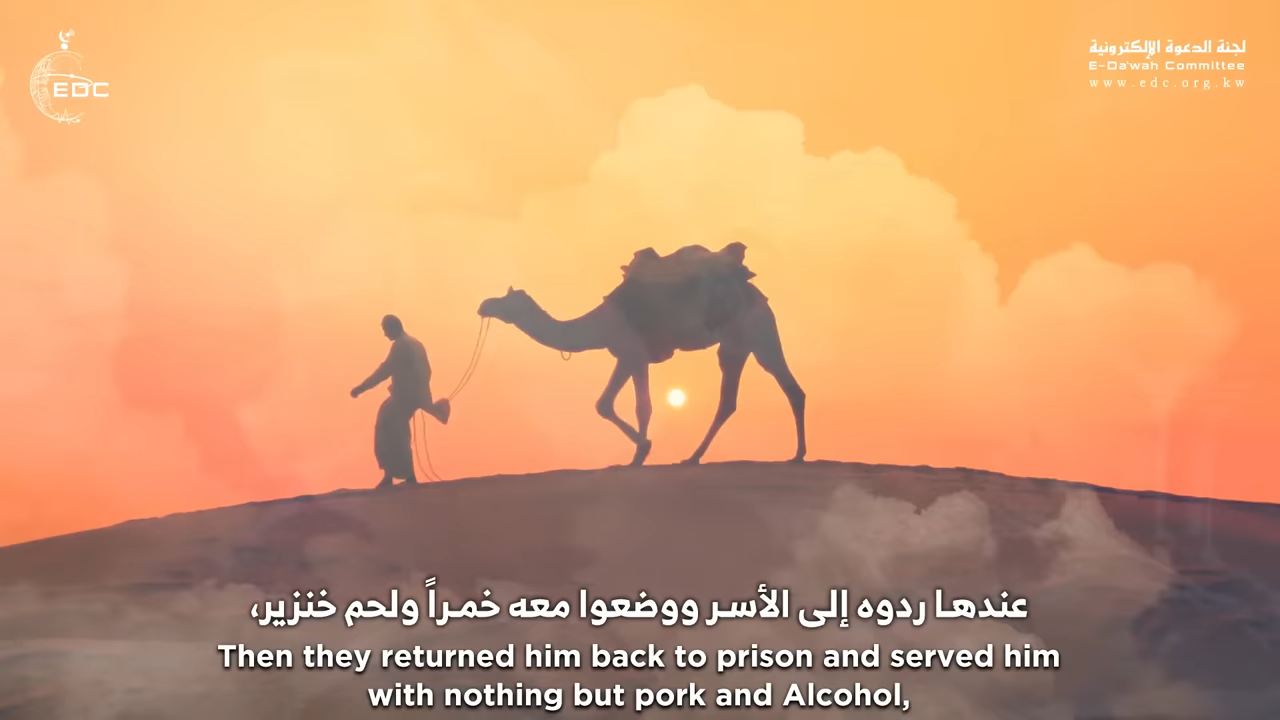 EDC
لجنة الدعوة الإلكترونية
E-Da'wah Committee
www.edc.org.kw
عندها ردوه إلى الأسر ووضعوا معه خمراً ولحم خنزير،
Then they returned him back to prison and served him
with nothing but pork and Alcohol,